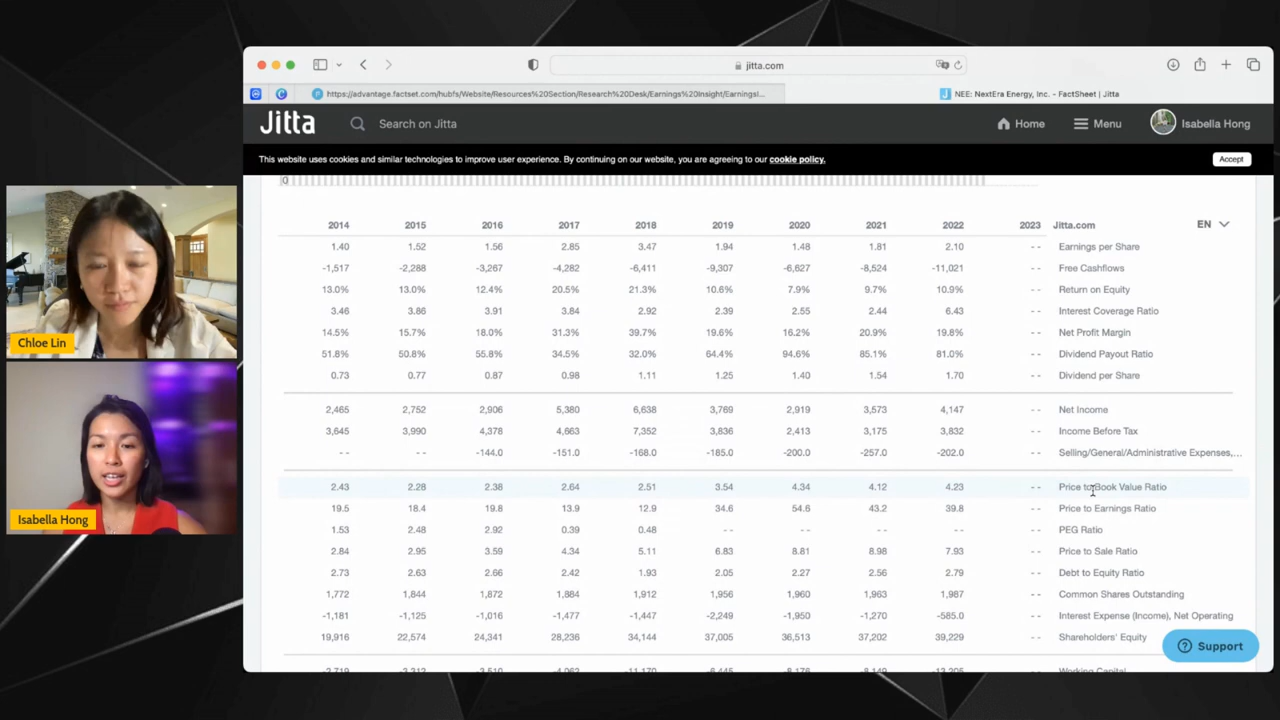 jitta.com
https://advantage.factset.com/hubfs/Website/Resources%20Section/Research%20Desk/Earnings%20Insight/EarningsI...
NEE: NextEra Energy, Inc. – FactSheet | Jitta
Jitta
Search on Jitta
Home
Menu
Isabella Hong
This website uses cookies and similar technologies to improve user experience. By continuing on our website, you are agreeing to our cookie policy.
Accept
0
2014 2015 2016 2017 2018 2019 2020 2021 2022 2023 Jitta.com EN
1.40 1.52 1.56 2.85 3.47 1.94 1.48 1.81 2.10 - - Earnings per Share
-1,517 -2,288 -3,267 -4,282 -6,411 -9,307 -6,627 -8,524 -11,021 - - Free Cashflows
13.0% 13.0% 12.4% 20.5% 21.3% 10.6% 7.9% 9.7% 10.9% - - Return on Equity
3.46 3.86 3.91 3.84 2.92 2.39 2.55 2.44 6.43 - - Interest Coverage Ratio
14.5% 15.7% 18.0% 31.3% 39.7% 19.6% 16.2% 20.9% 19.8% - - Net Profit Margin
51.8% 50.8% 55.8% 34.5% 32.0% 64.4% 94.6% 85.1% 81.0% - - Dividend Payout Ratio
0.73 0.77 0.87 0.98 1.11 1.25 1.40 1.54 1.70 - - Dividend per Share
2,465 2,752 2,906 5,380 6,638 3,769 2,919 3,573 4,147 - - Net Income
3,645 3,990 4,378 4,663 7,352 3,836 2,413 3,175 3,832 - - Income Before Tax
- - - - -144.0 -151.0 -168.0 -185.0 -200.0 -257.0 -202.0 - - Selling/General/Administrative Expenses,...
2.43 2.28 2.38 2.64 2.51 3.54 4.34 4.12 4.23 - - Price to Book Value Ratio
19.5 18.4 19.8 13.9 12.9 34.6 54.6 43.2 39.8 - - Price to Earnings Ratio
1.53 2.48 2.92 0.39 0.48 - - - - - - - - - - PEG Ratio
2.84 2.95 3.59 4.34 5.11 6.83 8.81 8.98 7.93 - - Price to Sale Ratio
2.73 2.63 2.66 2.42 1.93 2.05 2.27 2.56 2.79 - - Debt to Equity Ratio
1,772 1,844 1,872 1,884 1,912 1,956 1,960 1,963 1,987 - - Common Shares Outstanding
-1,181 -1,125 -1,016 -1,477 -1,447 -2,249 -1,950 -1,270 -585.0 - - Interest Expense (Income), Net Operating
19,916 22,574 24,341 28,236 34,144 37,005 36,513 37,202 39,229 - - Shareholders' Equity
Support
Chloe Lin
Isabella Hong